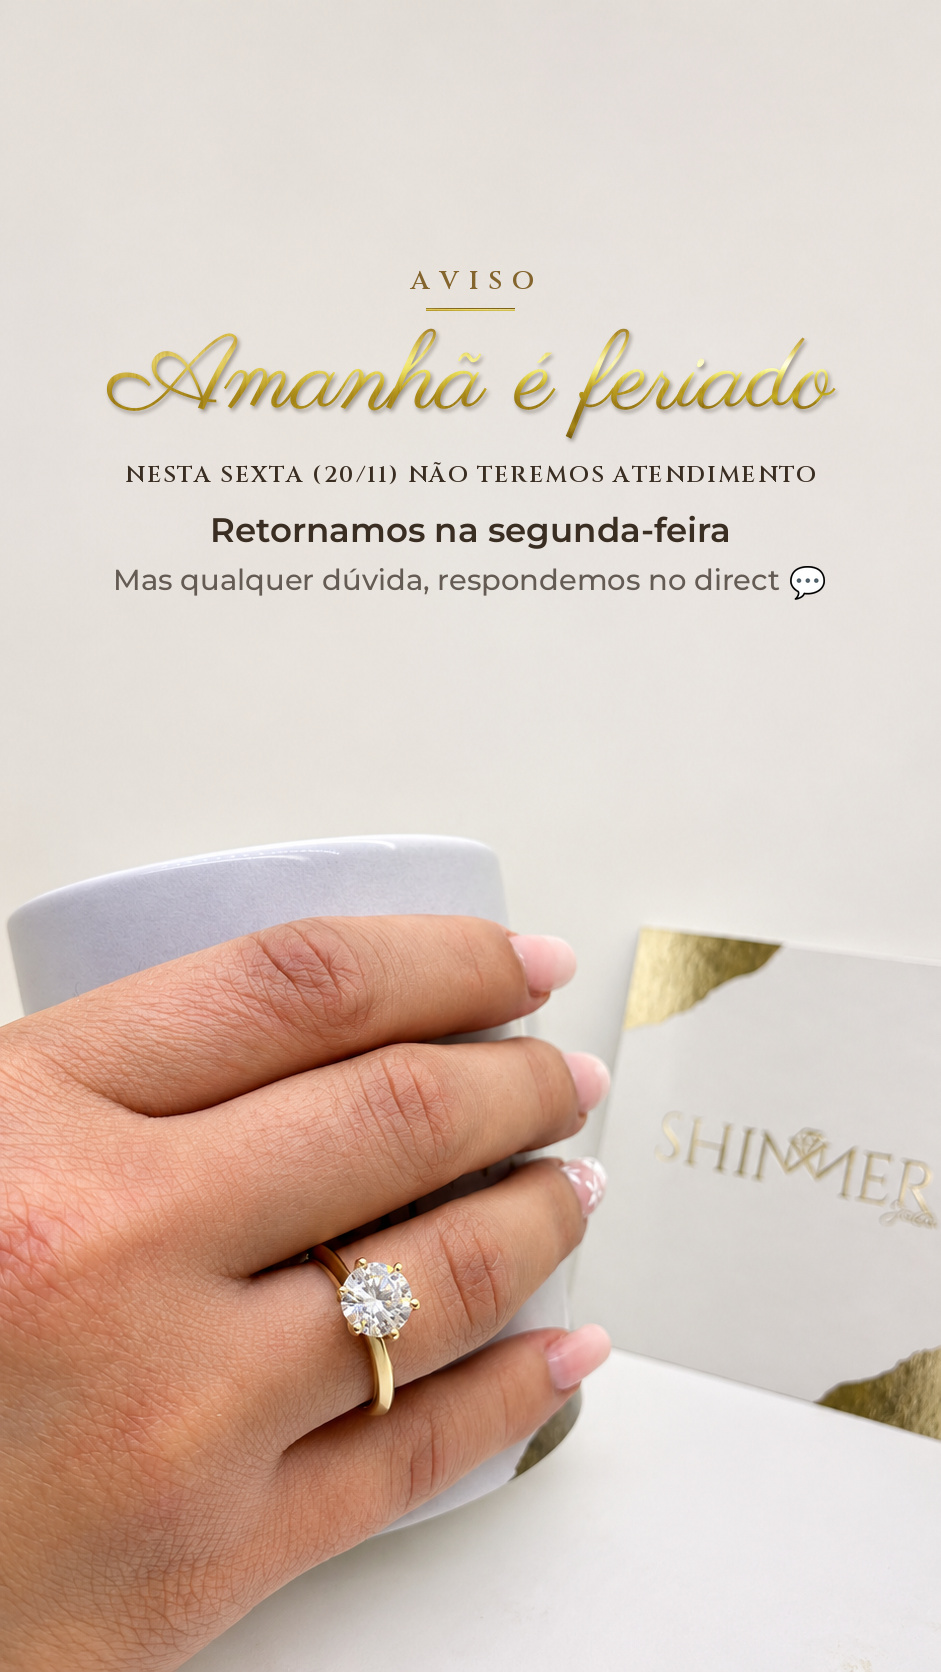 AVISO
Amanhã é feriado
NESTA SEXTA (20/11) NÃO TEREMOS ATENDIMENTO
Retornamos na segunda-feira
Mas qualquer dúvida, respondemos no direct 💬
SHIMMER